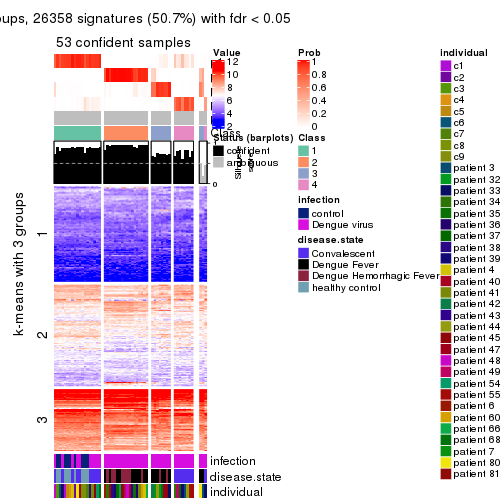 oups, 26358 signatures (50.7%) with fdr < 0.05
53 confident samples
k-means with 3 groups
1
2
3
infection
disease.state
individual
Value
12
10
8
6
4
2
Class
Status (barplots)
confident
ambiguous
1
0
Silhouette
score
Prob
1
0.8
0.6
0.4
0.2
0
Class
1
2
3
4
infection
control
Dengue virus
disease.state
Convalescent
Dengue Fever
Dengue Hemorrhagic Fever
healthy control
individual
c1
c2
c3
c4
c5
c6
c7
c8
c9
patient 3
patient 32
patient 33
patient 34
patient 35
patient 36
patient 37
patient 38
patient 39
patient 4
patient 40
patient 41
patient 42
patient 43
patient 44
patient 45
patient 47
patient 48
patient 49
patient 54
patient 55
patient 6
patient 60
patient 66
patient 68
patient 7
patient 80
patient 81